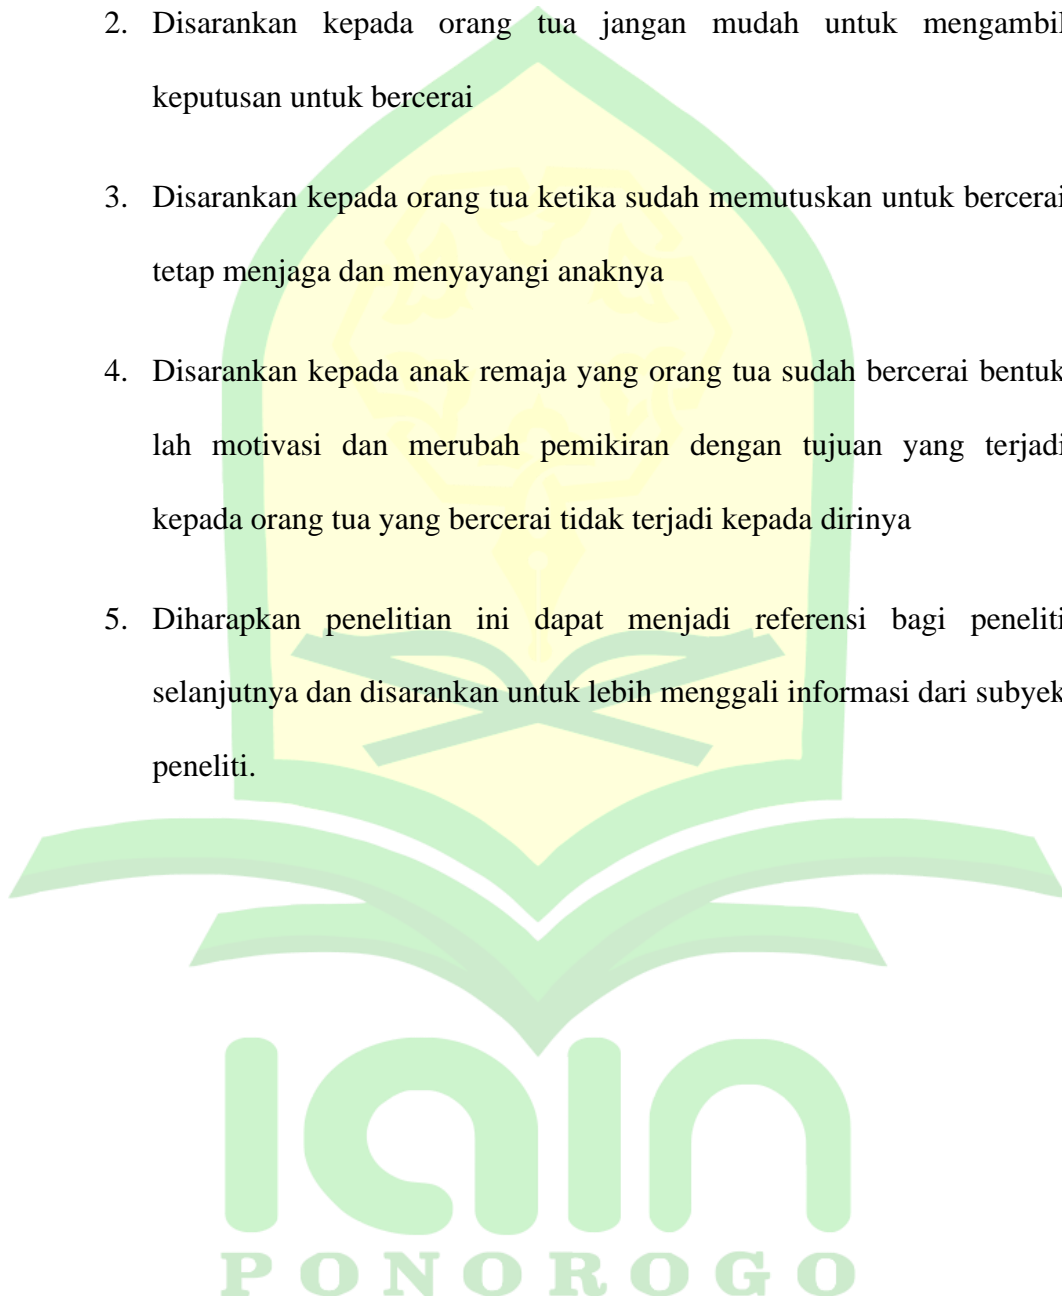 2. Disarankan kepada orang tua jangan mudah untuk mengambil
keputusan untuk bercerai
3. Disarankan kepada orang tua ketika sudah memutuskan untuk bercerai
tetap menjaga dan menyayangi anaknya
4. Disarankan kepada anak remaja yang orang tua sudah bercerai bentuk
lah motivasi dan merubah pemikiran dengan tujuan yang terjadi
kepada orang tua yang bercerai tidak terjadi kepada dirinya
5. Diharapkan penelitian ini dapat menjadi referensi bagi peneliti
selanjutnya dan disarankan untuk lebih menggali informasi dari subyek
peneliti.
iain
PONOROGO